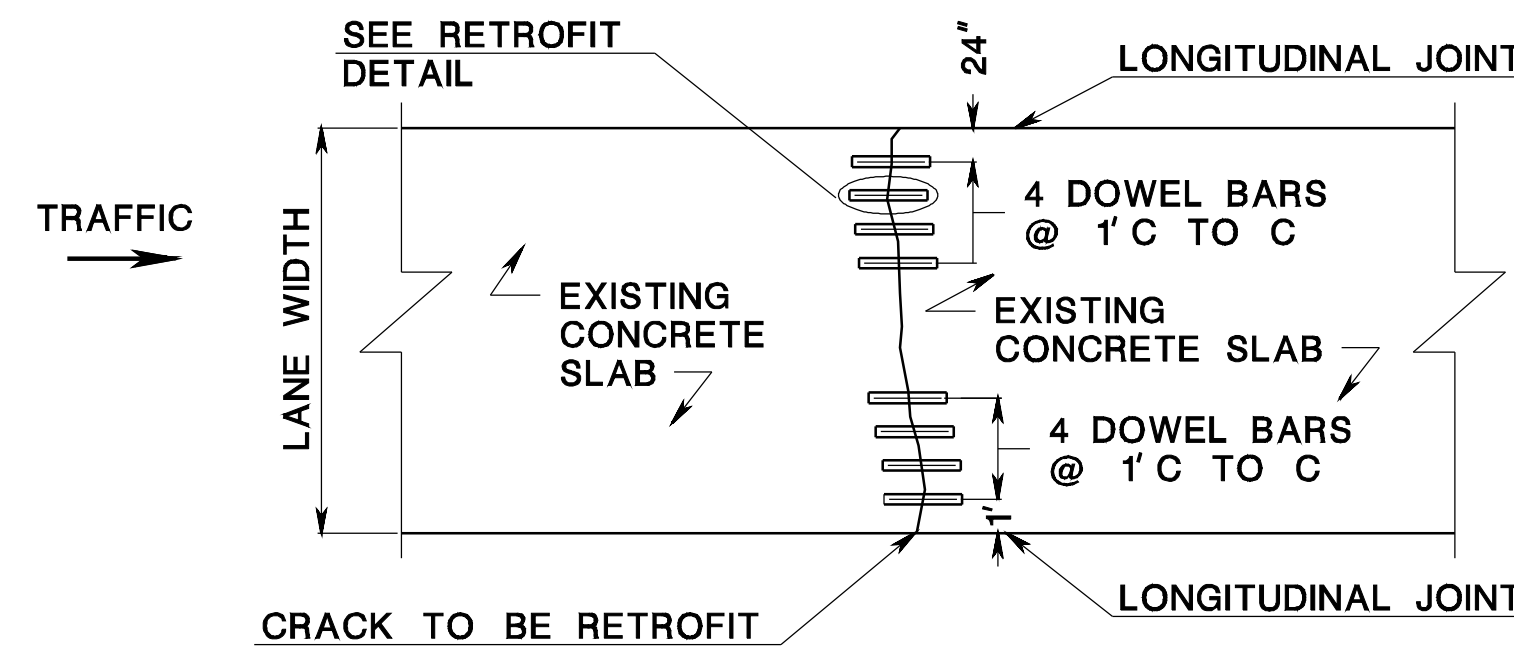 SEE RETROFIT
DETAIL
24"
LONGITUDINAL JOINT
TRAFFIC
LANE WIDTH
4 DOWEL BARS
@ 1' C TO C
EXISTING
CONCRETE
SLAB
EXISTING
CONCRETE SLAB
4 DOWEL BARS
@ 1' C TO C
1'
LONGITUDINAL JOINT
CRACK TO BE RETROFIT